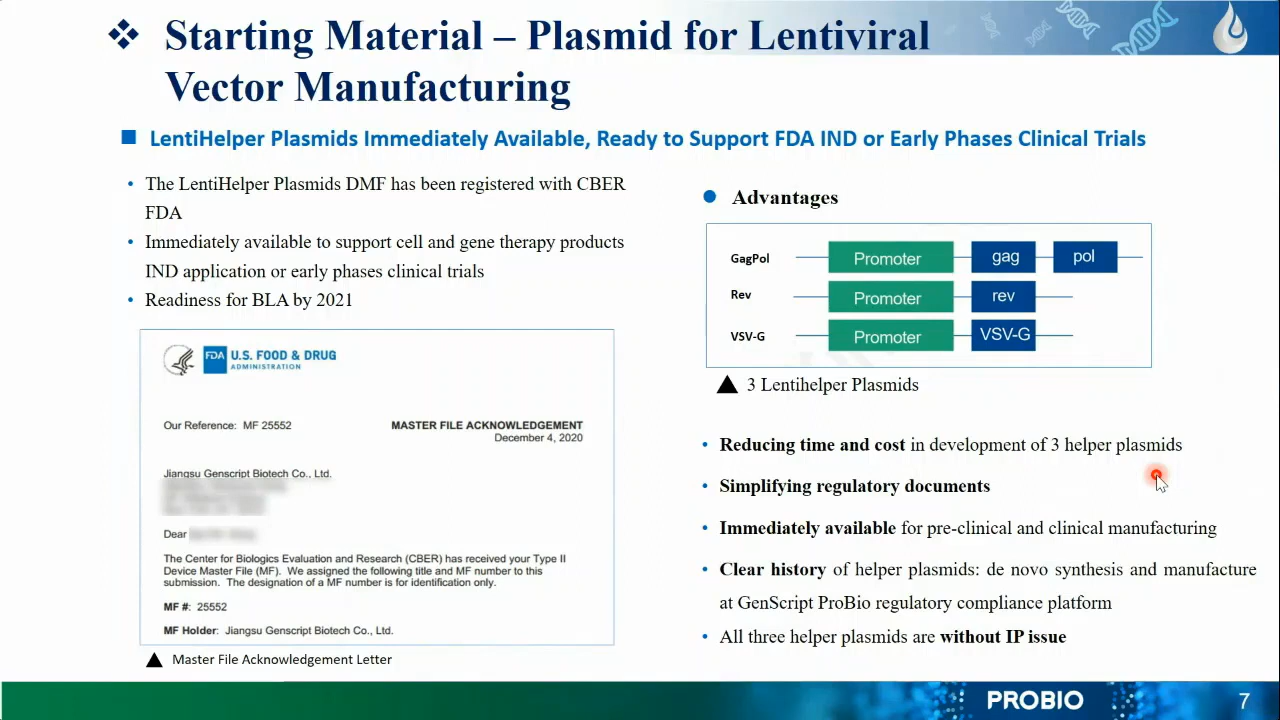 ❖ Starting Material – Plasmid for Lentiviral
Vector Manufacturing
■ LentiHelper Plasmids Immediately Available, Ready to Support FDA IND or Early Phases Clinical Trials
• The LentiHelper Plasmids DMF has been registered with CBER
FDA
• Immediately available to support cell and gene therapy products
IND application or early phases clinical trials
• Readiness for BLA by 2021
FDA U.S. FOOD & DRUG
ADMINISTRATION
Our Reference: MF 25552
MASTER FILE ACKNOWLEDGEMENT
December 4, 2020
Jiangsu Genscript Biotech Co., Ltd.
Dear
The Center for Biologics Evaluation and Research (CBER) has received your Type II
Device Master File (MF). We assigned the following title and MF number to this
submission. The designation of a MF number is for identification only.
MF #: 25552
MF Holder: Jiangsu Genscript Biotech Co., Ltd.
▲ Master File Acknowledgement Letter
● Advantages
GagPol Promoter gag pol
Rev Promoter rev
VSV-G Promoter VSV-G
▲ 3 Lentihelper Plasmids
• Reducing time and cost in development of 3 helper plasmids
• Simplifying regulatory documents
• Immediately available for pre-clinical and clinical manufacturing
• Clear history of helper plasmids: de novo synthesis and manufacture
at GenScript ProBio regulatory compliance platform
• All three helper plasmids are without IP issue
PROBIO
7